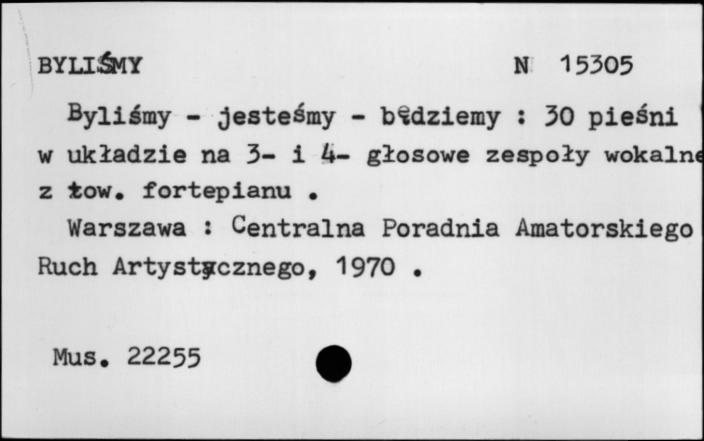 BYLIŚMY N 15305
Byliśmy - jesteśmy - będziemy : 30 pieśni
w układzie na 3- i 4- głosowe zespoły wokalne
z tow. fortepianu .
Warszawa : Centralna Poradnia Amatorskiego
Ruch Artystycznego, 1970 .
Mus. 22255